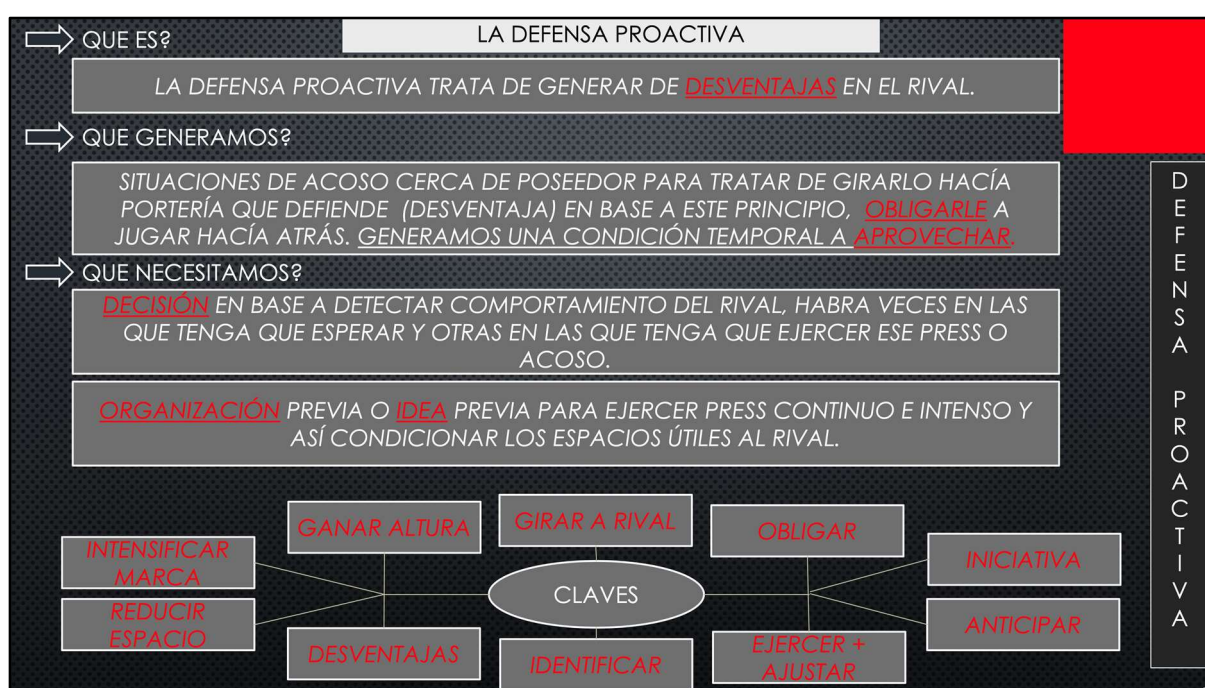 LA DEFENSA PROACTIVA
QUE ES?
LA DEFENSA PROACTIVA TRATA DE GENERAR DE DESVENTAJAS EN EL RIVAL.
QUE GENERAMOS?
SITUACIONES DE ACOSO CERCA DE POSEEDOR PARA TRATAR DE GIRARLO HACÍA
PORTERÍA QUE DEFIENDE (DESVENTAJA) EN BASE A ESTE PRINCIPIO, OBLIGARLE A
JUGAR HACÍA ATRÁS. GENERAMOS UNA CONDICIÓN TEMPORAL A APROVECHAR.
QUE NECESITAMOS?
DECISIÓN EN BASE A DETECTAR COMPORTAMIENTO DEL RIVAL, HABRA VECES EN LAS
QUE TENGA QUE ESPERAR Y OTRAS EN LAS QUE TENGA QUE EJERCER ESE PRESS O
ACOSO.
ORGANIZACIÓN PREVIA O IDEA PREVIA PARA EJERCER PRESS CONTINUO E INTENSO Y
ASÍ CONDICIONAR LOS ESPACIOS ÚTILES AL RIVAL.
GANAR ALTURA
GIRAR A RIVAL
OBLIGAR
INTENSIFICAR
MARCA
INICIATIVA
CLAVES
REDUCIR
ESPACIO
ANTICIPAR
DESVENTAJAS
IDENTIFICAR
EJERCER +
AJUSTAR
DEFENSA PROACTIVA